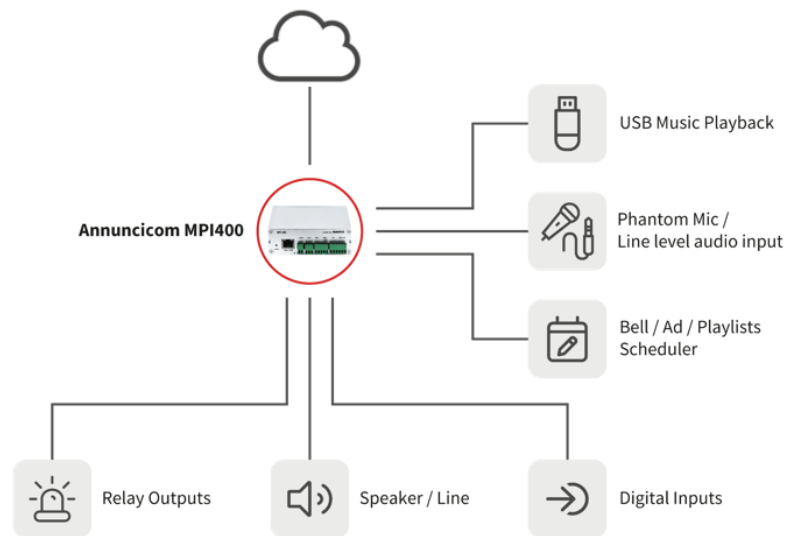 USB Music Playback
Annuncicom MPI400
Phantom Mic /
Line level audio input
Bell / Ad / Playlists
Scheduler
Relay Outputs
Speaker / Line
Digital Inputs